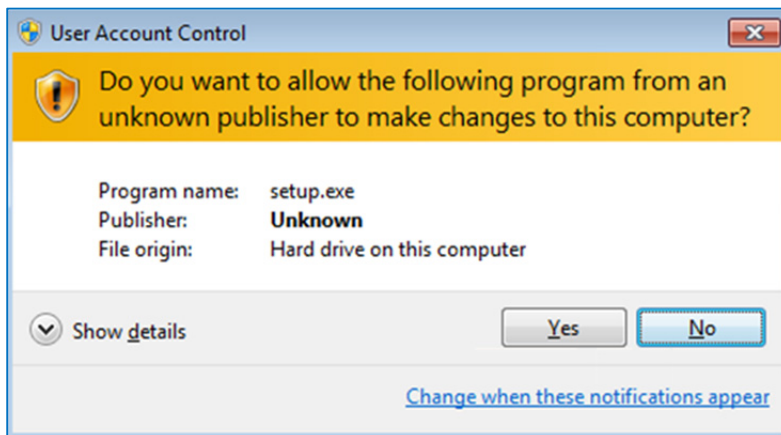 User Account Control
Do you want to allow the following program from an
unknown publisher to make changes to this computer?
Program name: setup.exe
Publisher: Unknown
File origin: Hard drive on this computer
Show details Yes No
Change when these notifications appear